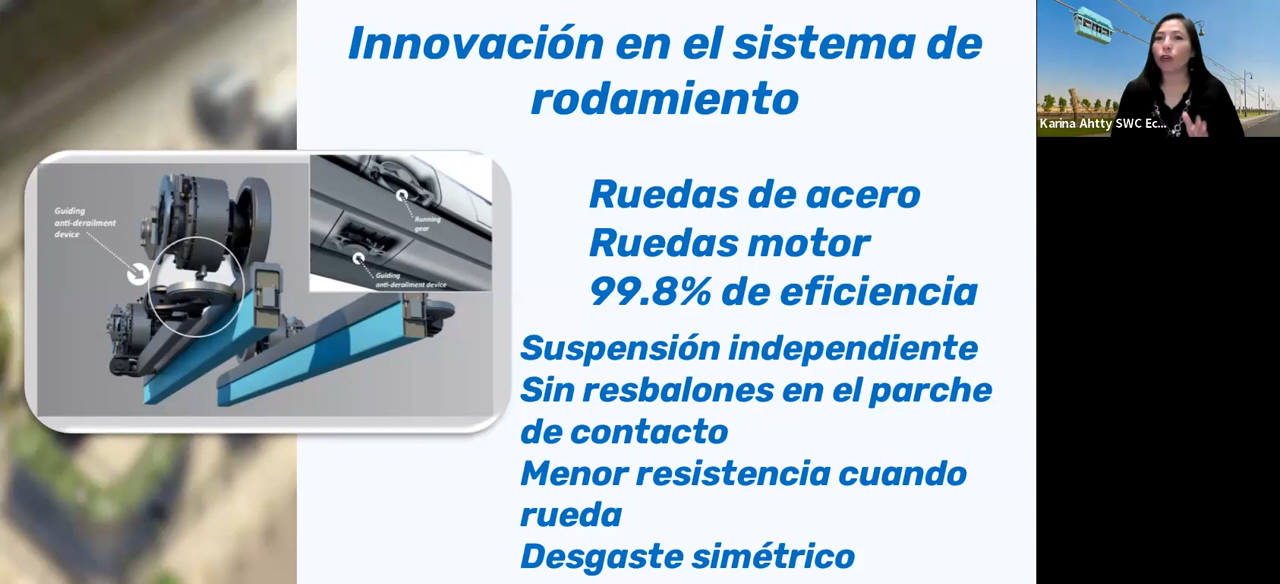 Innovación en el sistema de
rodamiento
Ruedas de acero
Ruedas motor
99.8% de eficiencia
Suspensión independiente
Sin resbalones en el parche
de contacto
Menor resistencia cuando
rueda
Desgaste simétrico
Guiding
anti-derailment
device
Running
gear
Guiding
anti-derailment device
Karina Ahtty SWC Ec...